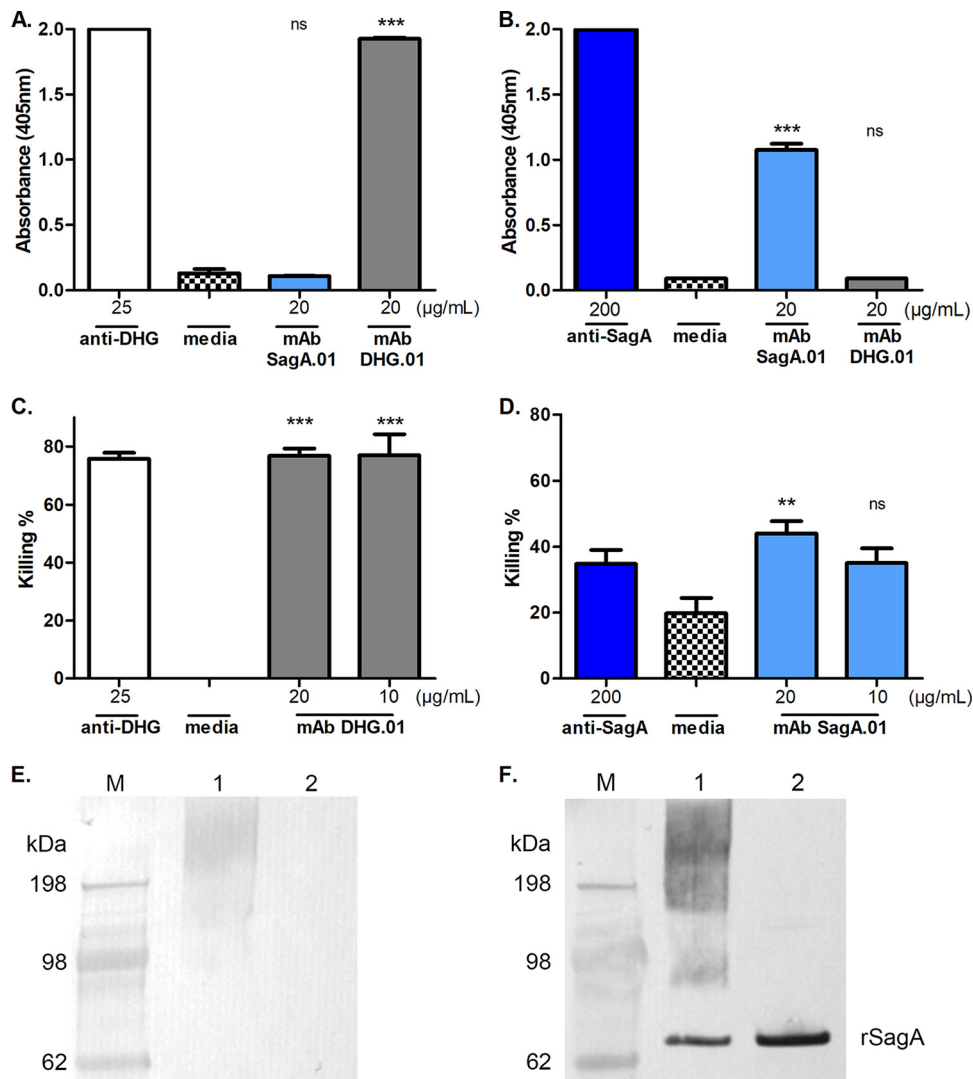 A.
ns
***
2.0
1.5
1.0
0.5
0.0
Absorbance (405nm)
25
20
20
(µg/mL)
anti-DHG
media
mAb
SagA.01
mAb
DHG.01
B.
***
ns
2.0
1.5
1.0
0.5
0.0
Absorbance (405nm)
200
20
20
(µg/mL)
anti-SagA
media
mAb
SagA.01
mAb
DHG.01
C.
***
***
80
60
40
20
0
Killing %
25
20
10
(µg/mL)
anti-DHG
media
mAb DHG.01
D.
**
ns
80
60
40
20
0
Killing %
200
20
10
(µg/mL)
anti-SagA
media
mAb SagA.01
E.
M 1 2
kDa
198
98
62
F.
M 1 2
kDa
198
98
62
rSagA